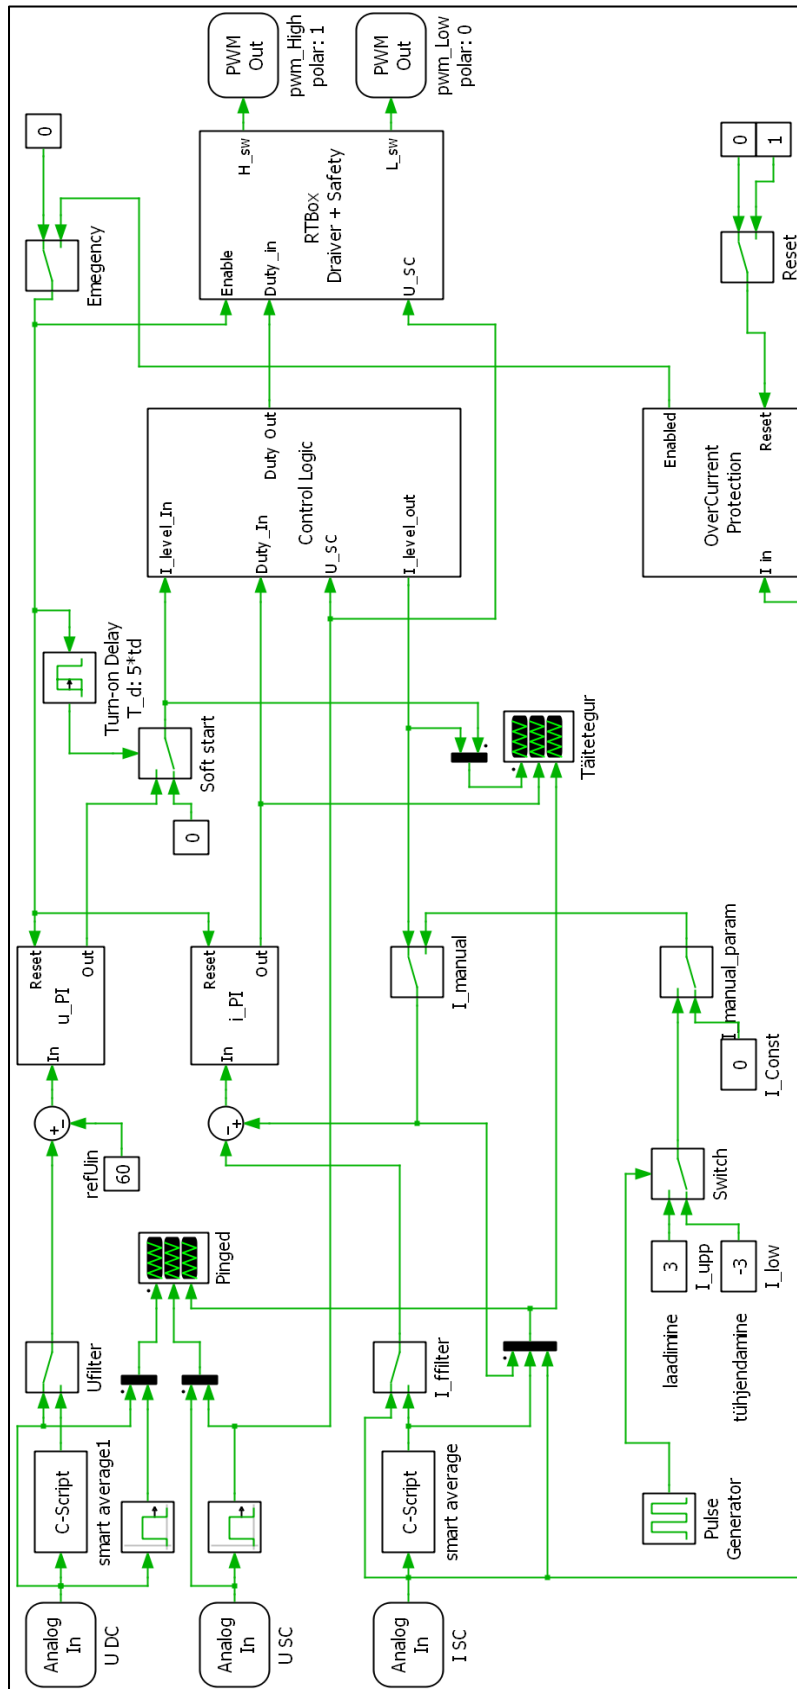 Analog
In
U DC
C-Script
smart average1
Ufilter
refUin
60
+
-
In
u_PI
Reset
Out
Turn-on Delay
T_d: 5*td
Soft start
0
Emegency
0
Analog
In
U SC
Pinged
-
+
In
i_PI
Reset
Out
I_level_In
Duty_In
U_SC
I_level_out
Control Logic
Duty Out
Enable
Duty_in
U_SC
RTBox
Draiver + Safety
H_sw
L_sw
PWM
Out
pwm_High
polar: 1
PWM
Out
pwm_Low
polar: 0
Analog
In
I SC
C-Script
smart average
I_ffilter
I_manual
Täitetegur
Pulse
Generator
laadimine
3
I_upp
tühjendamine
-3
I_low
Switch
0
I_Const
I_manual_param
I in
OverCurrent
Protection
Enabled
Reset
Reset
0
1